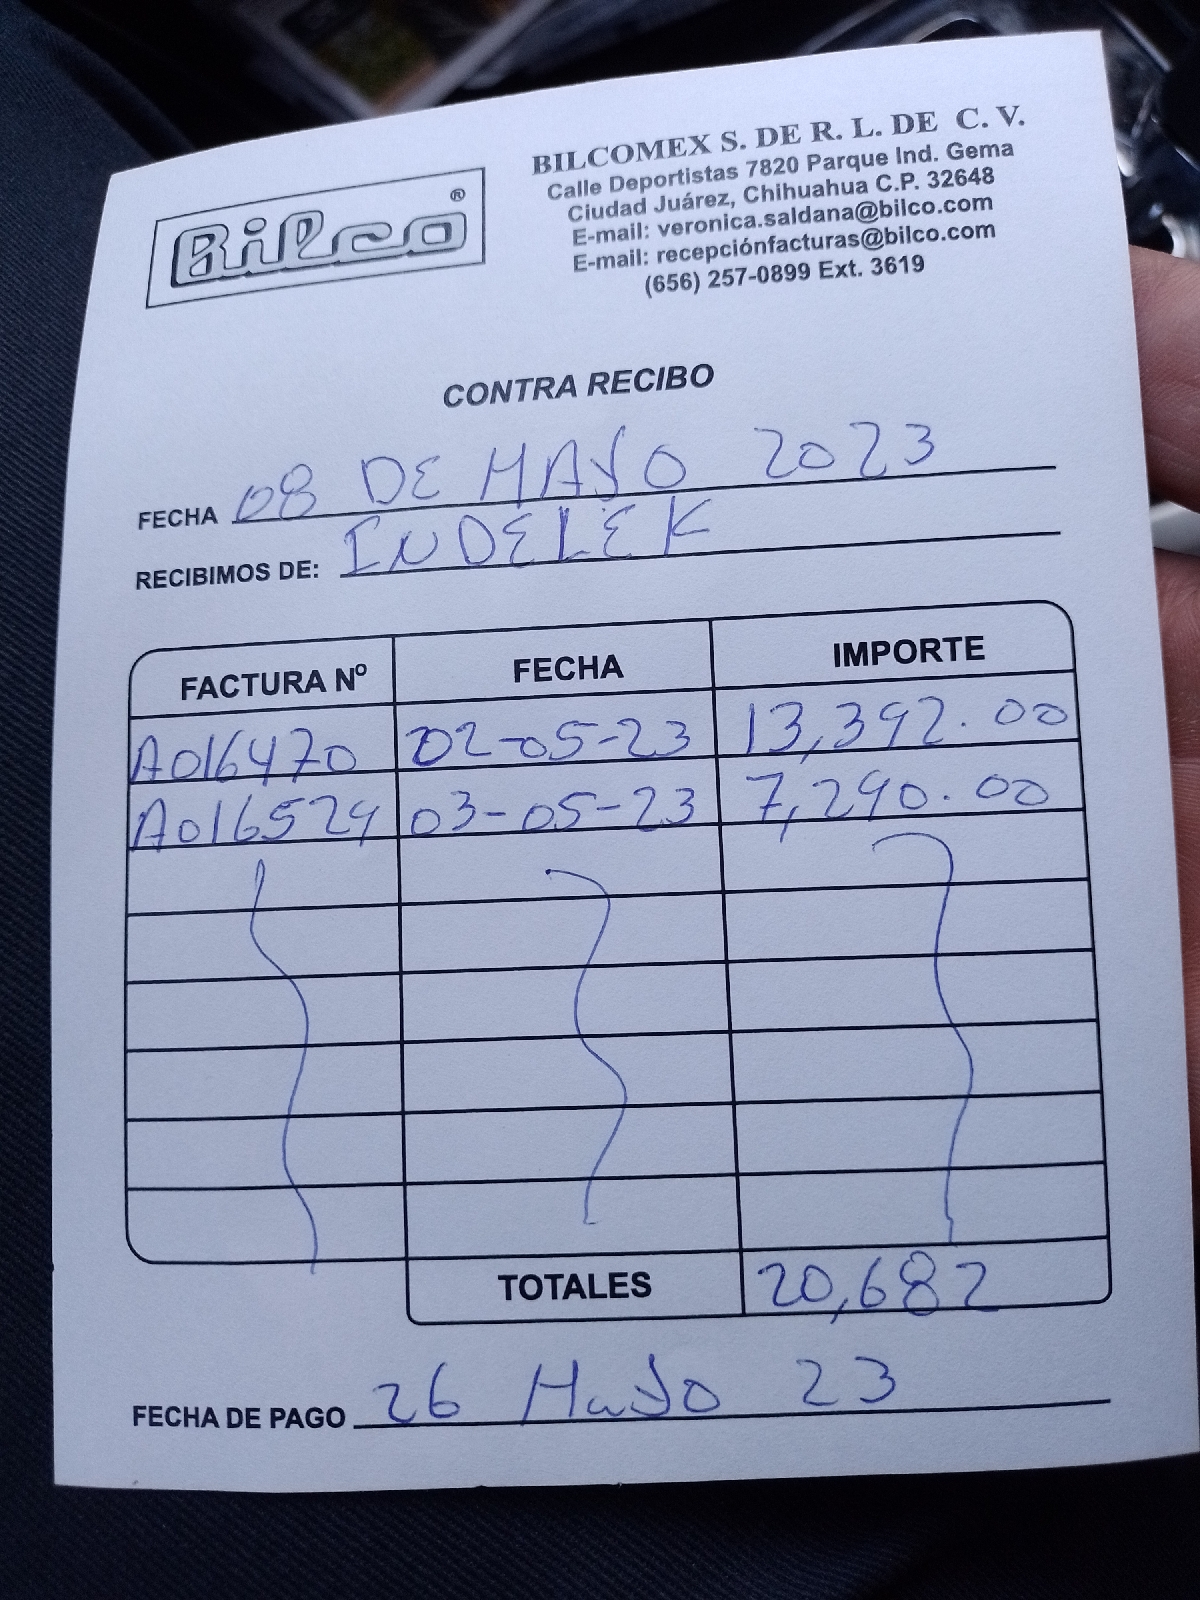 Bilco ®
BILCOMEX S. DE R. L. DE C. V.
Calle Deportistas 7820 Parque Ind. Gema
Ciudad Juárez, Chihuahua C.P. 32648
E-mail: veronica.saldana@bilco.com
E-mail: recepciónfacturas@bilco.com
(656) 257-0899 Ext. 3619
CONTRA RECIBO
FECHA 08 DE MAYO 2023
RECIBIMOS DE: INDELEK
FACTURA Nº FECHA IMPORTE
A016470 02-05-23 13,392.00
A016529 03-05-23 7,290.00
TOTALES 20,682
FECHA DE PAGO 26 Mayo 23